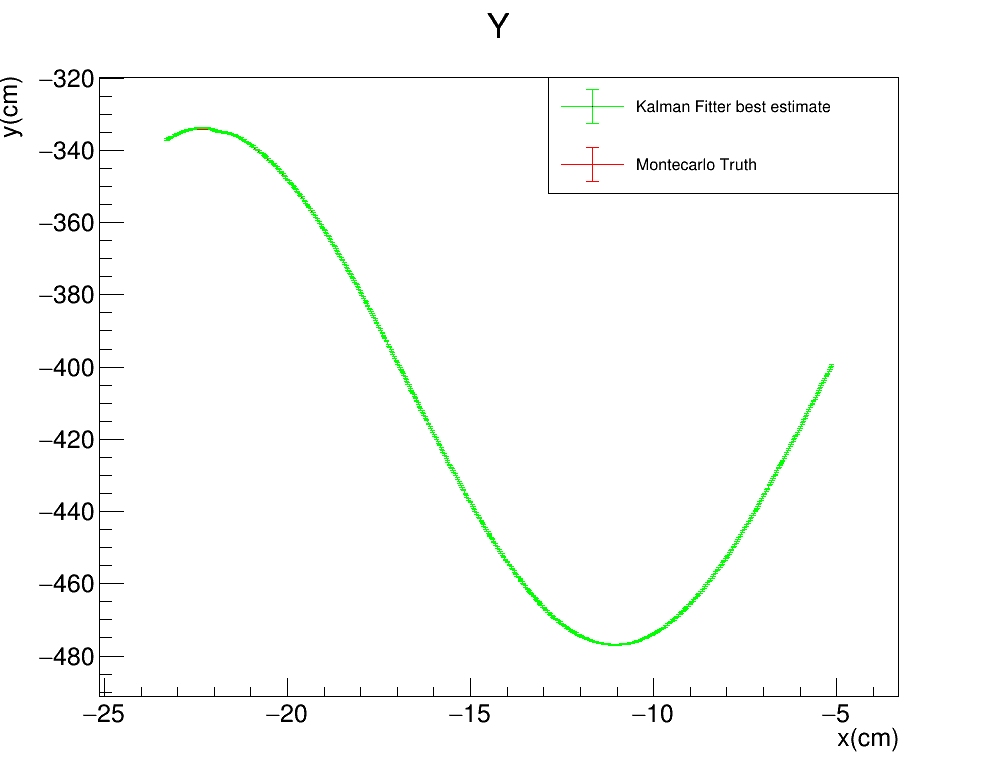 Y
y(cm)
−320
−340
−360
−380
−400
−420
−440
−460
−480
Kalman Fitter best estimate
Montecarlo Truth
−25 −20 −15 −10 −5
x(cm)